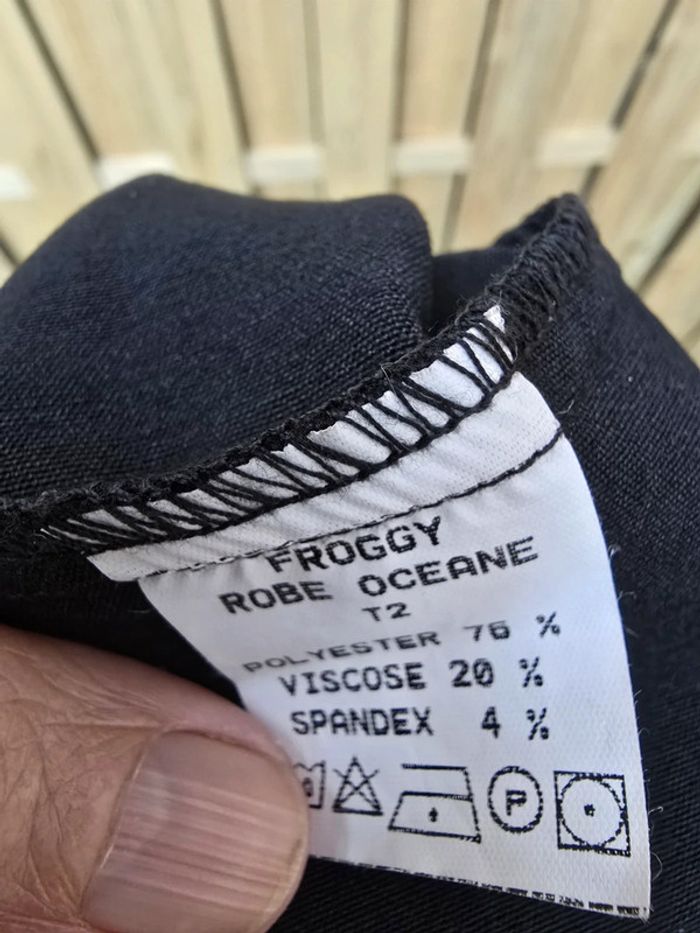 FROGGY
ROBE OCEANE
T2
POLYESTER 76 %
VISCOSE 20 %
SPANDEX 4 %
P